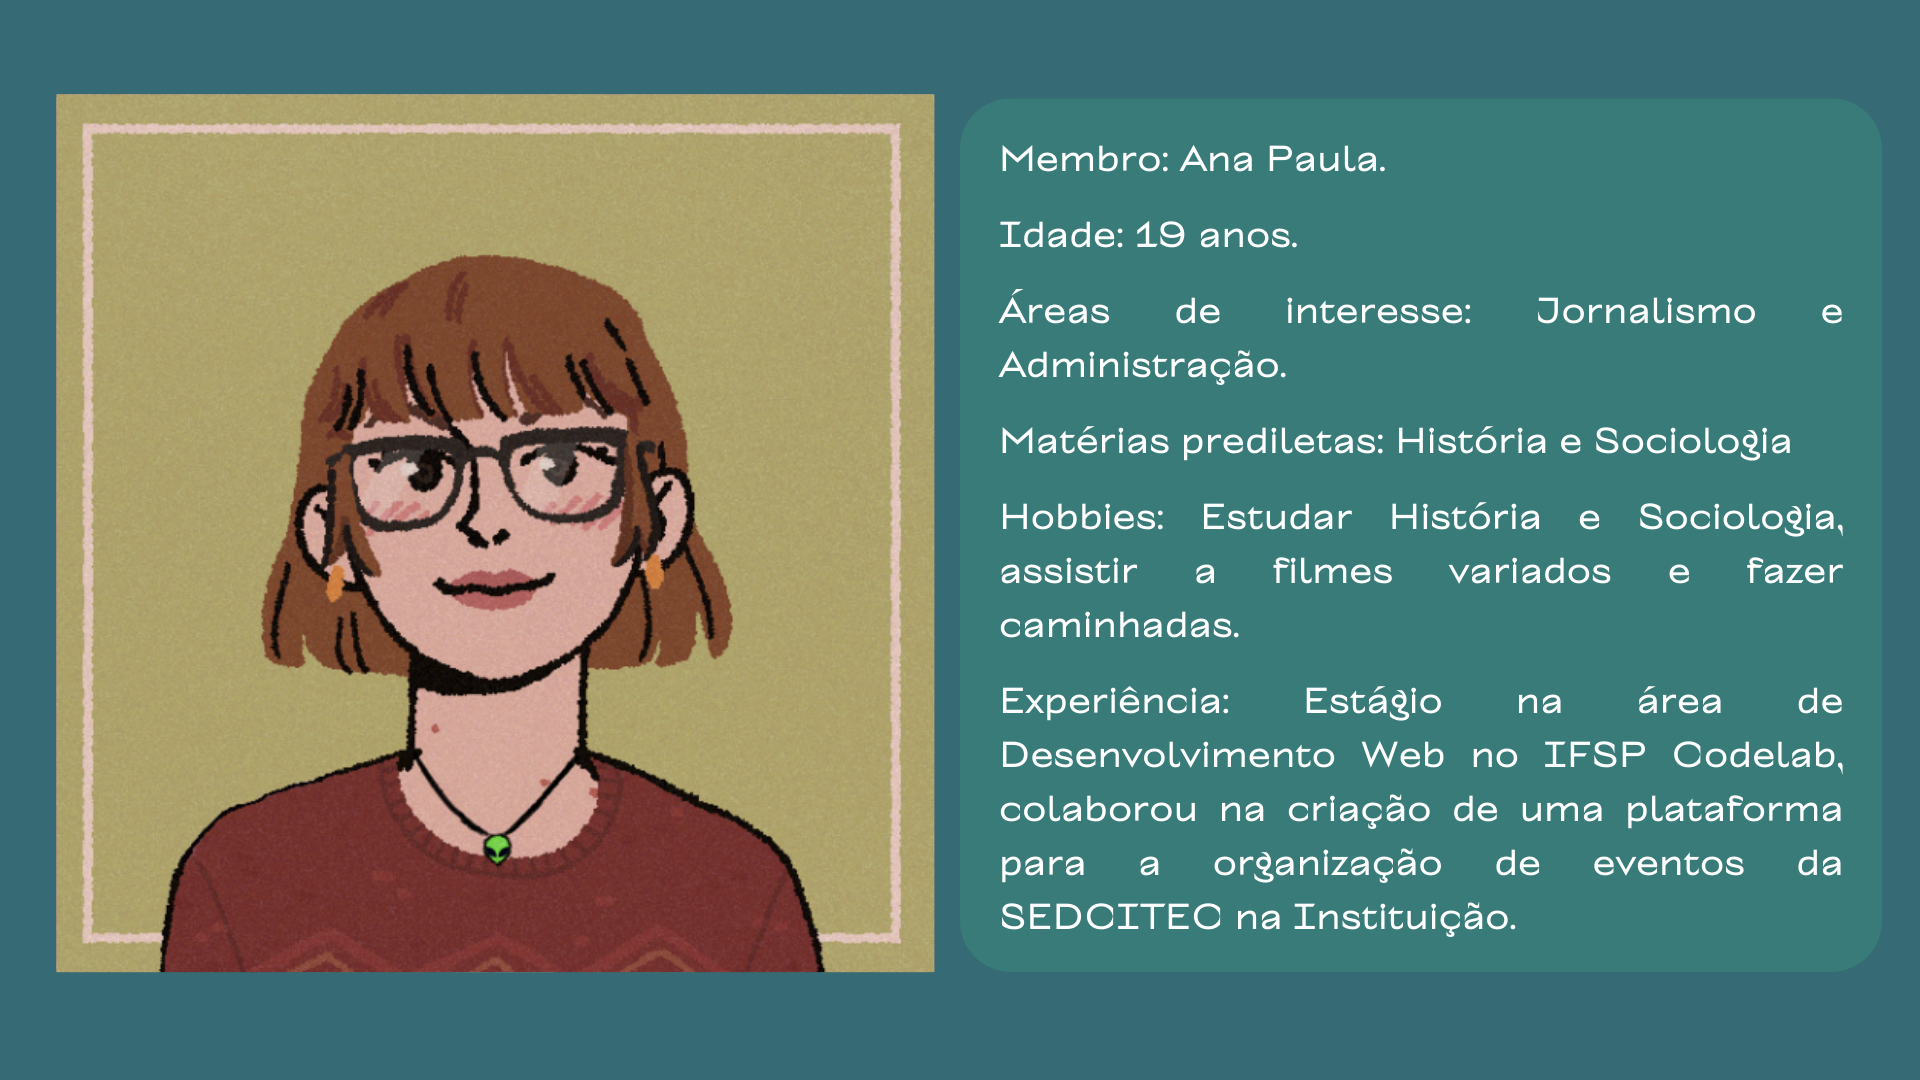 Membro: Ana Paula.
Idade: 19 anos.
Áreas de interesse: Jornalismo e
Administração.
Matérias prediletas: História e Sociologia
Hobbies: Estudar História e Sociologia,
assistir a filmes variados e fazer
caminhadas.
Experiência: Estágio na área de
Desenvolvimento Web no IFSP Codelab,
colaborou na criação de uma plataforma
para a organização de eventos da
SEDCITEC na Instituição.